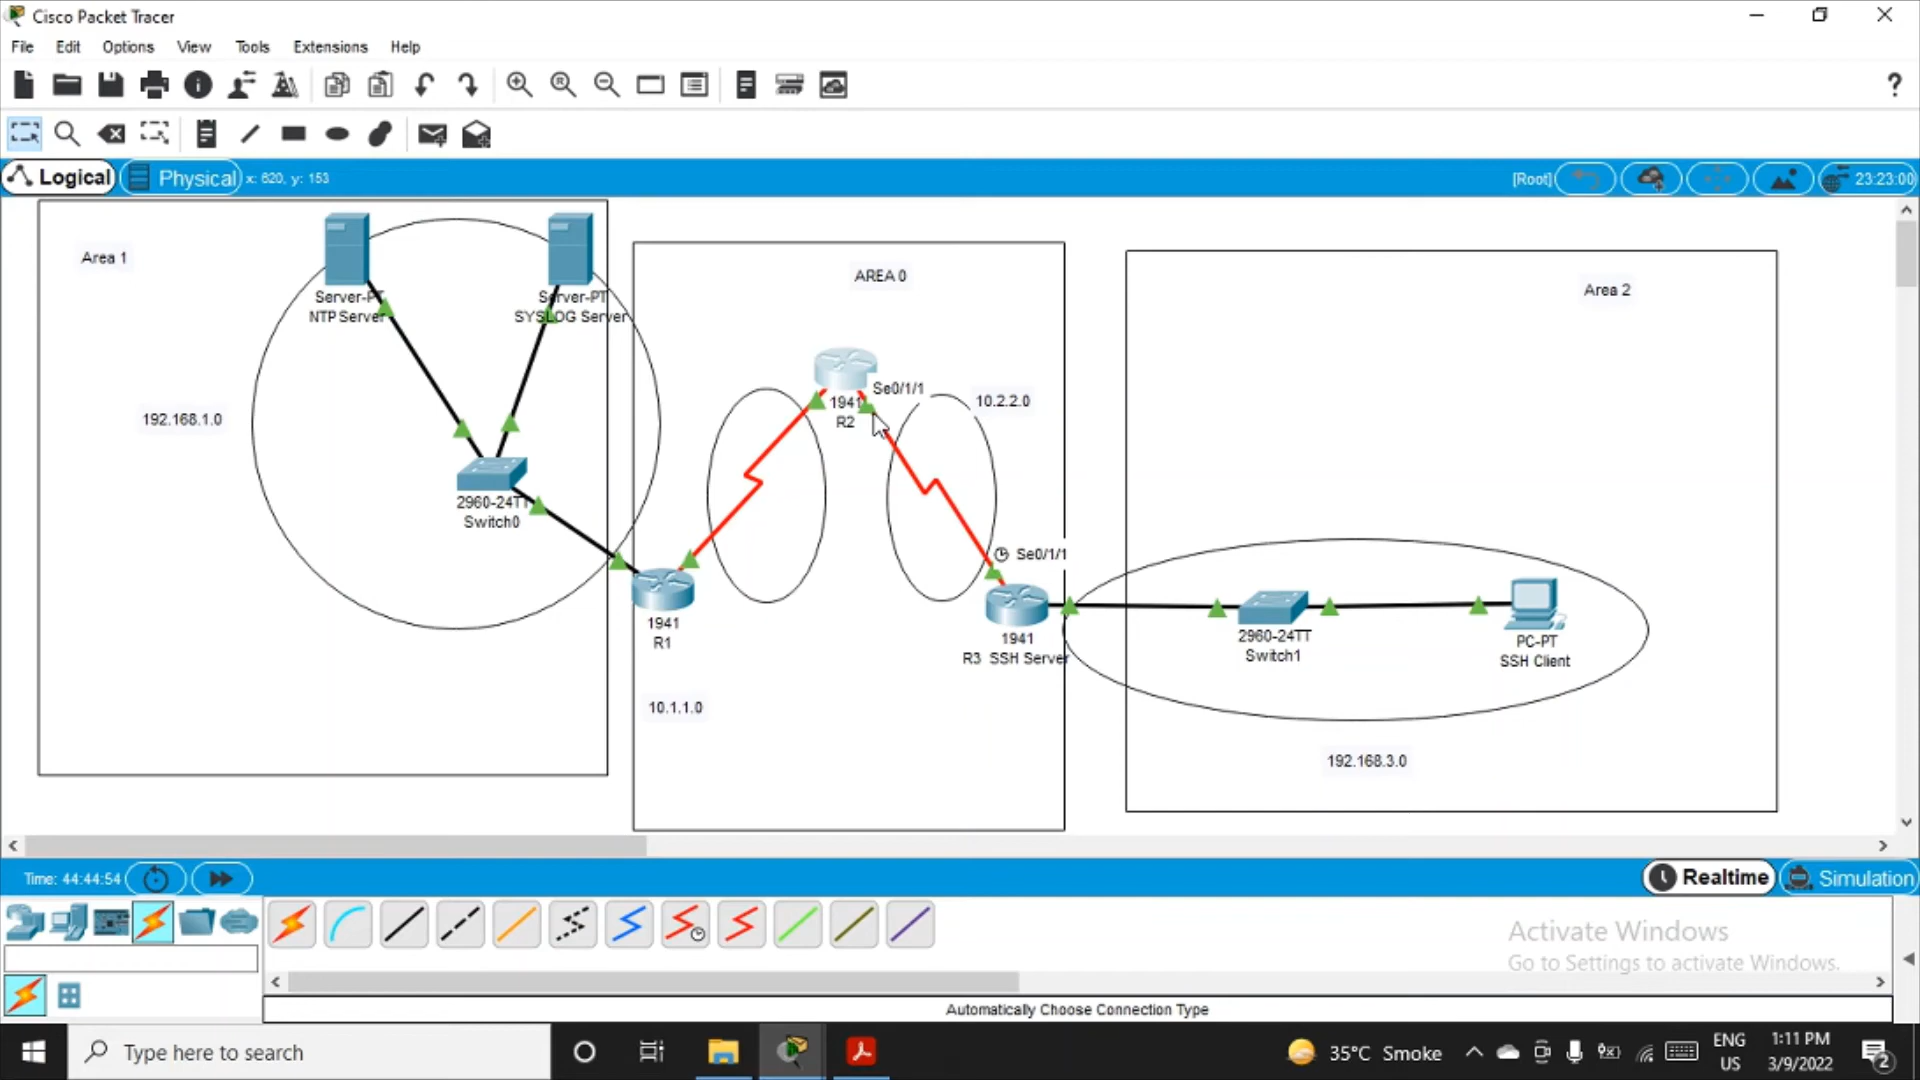 Cisco Packet Tracer
File Edit Options View Tools Extensions Help
?
Logical Physical x: 620, y: 153 [Root] 23:23:00
Area 1
Server-PT
NTP Server
Server-PT
SYSLOG Server
192.168.1.0
2960-24TT
Switch0
AREA 0
Se0/1/1
1941
R2
10.2.2.0
Se0/1/1
1941
R1
1941
R3 SSH Server
10.1.1.0
Area 2
2960-24TT
Switch1
PC-PT
SSH Client
192.168.3.0
Time: 44:44:54 Realtime Simulation
Activate Windows
Go to Settings to activate Windows.
Automatically Choose Connection Type
Type here to search
35°C Smoke
ENG
US
1:11 PM
3/9/2022
2